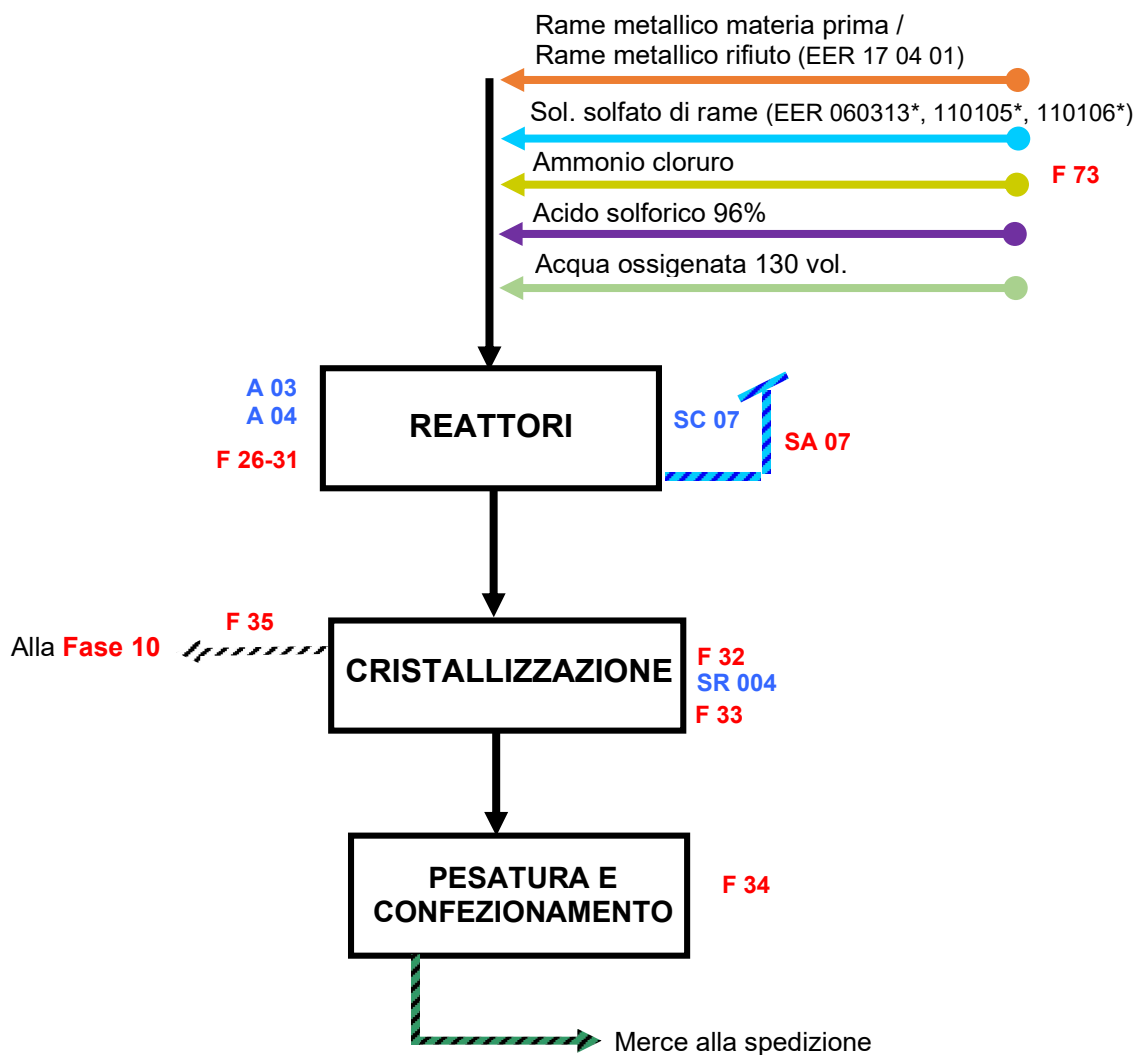 Rame metallico materia prima /
Rame metallico rifiuto (EER 17 04 01)
Sol. solfato di rame (EER 060313*, 110105*, 110106*)
Ammonio cloruro
F 73
Acido solforico 96%
Acqua ossigenata 130 vol.
A 03
A 04
F 26-31
REATTORI
SC 07
SA 07
F 35
Alla Fase 10
CRISTALLIZZAZIONE
F 32
SR 004
F 33
PESATURA E
CONFEZIONAMENTO
F 34
Merce alla spedizione